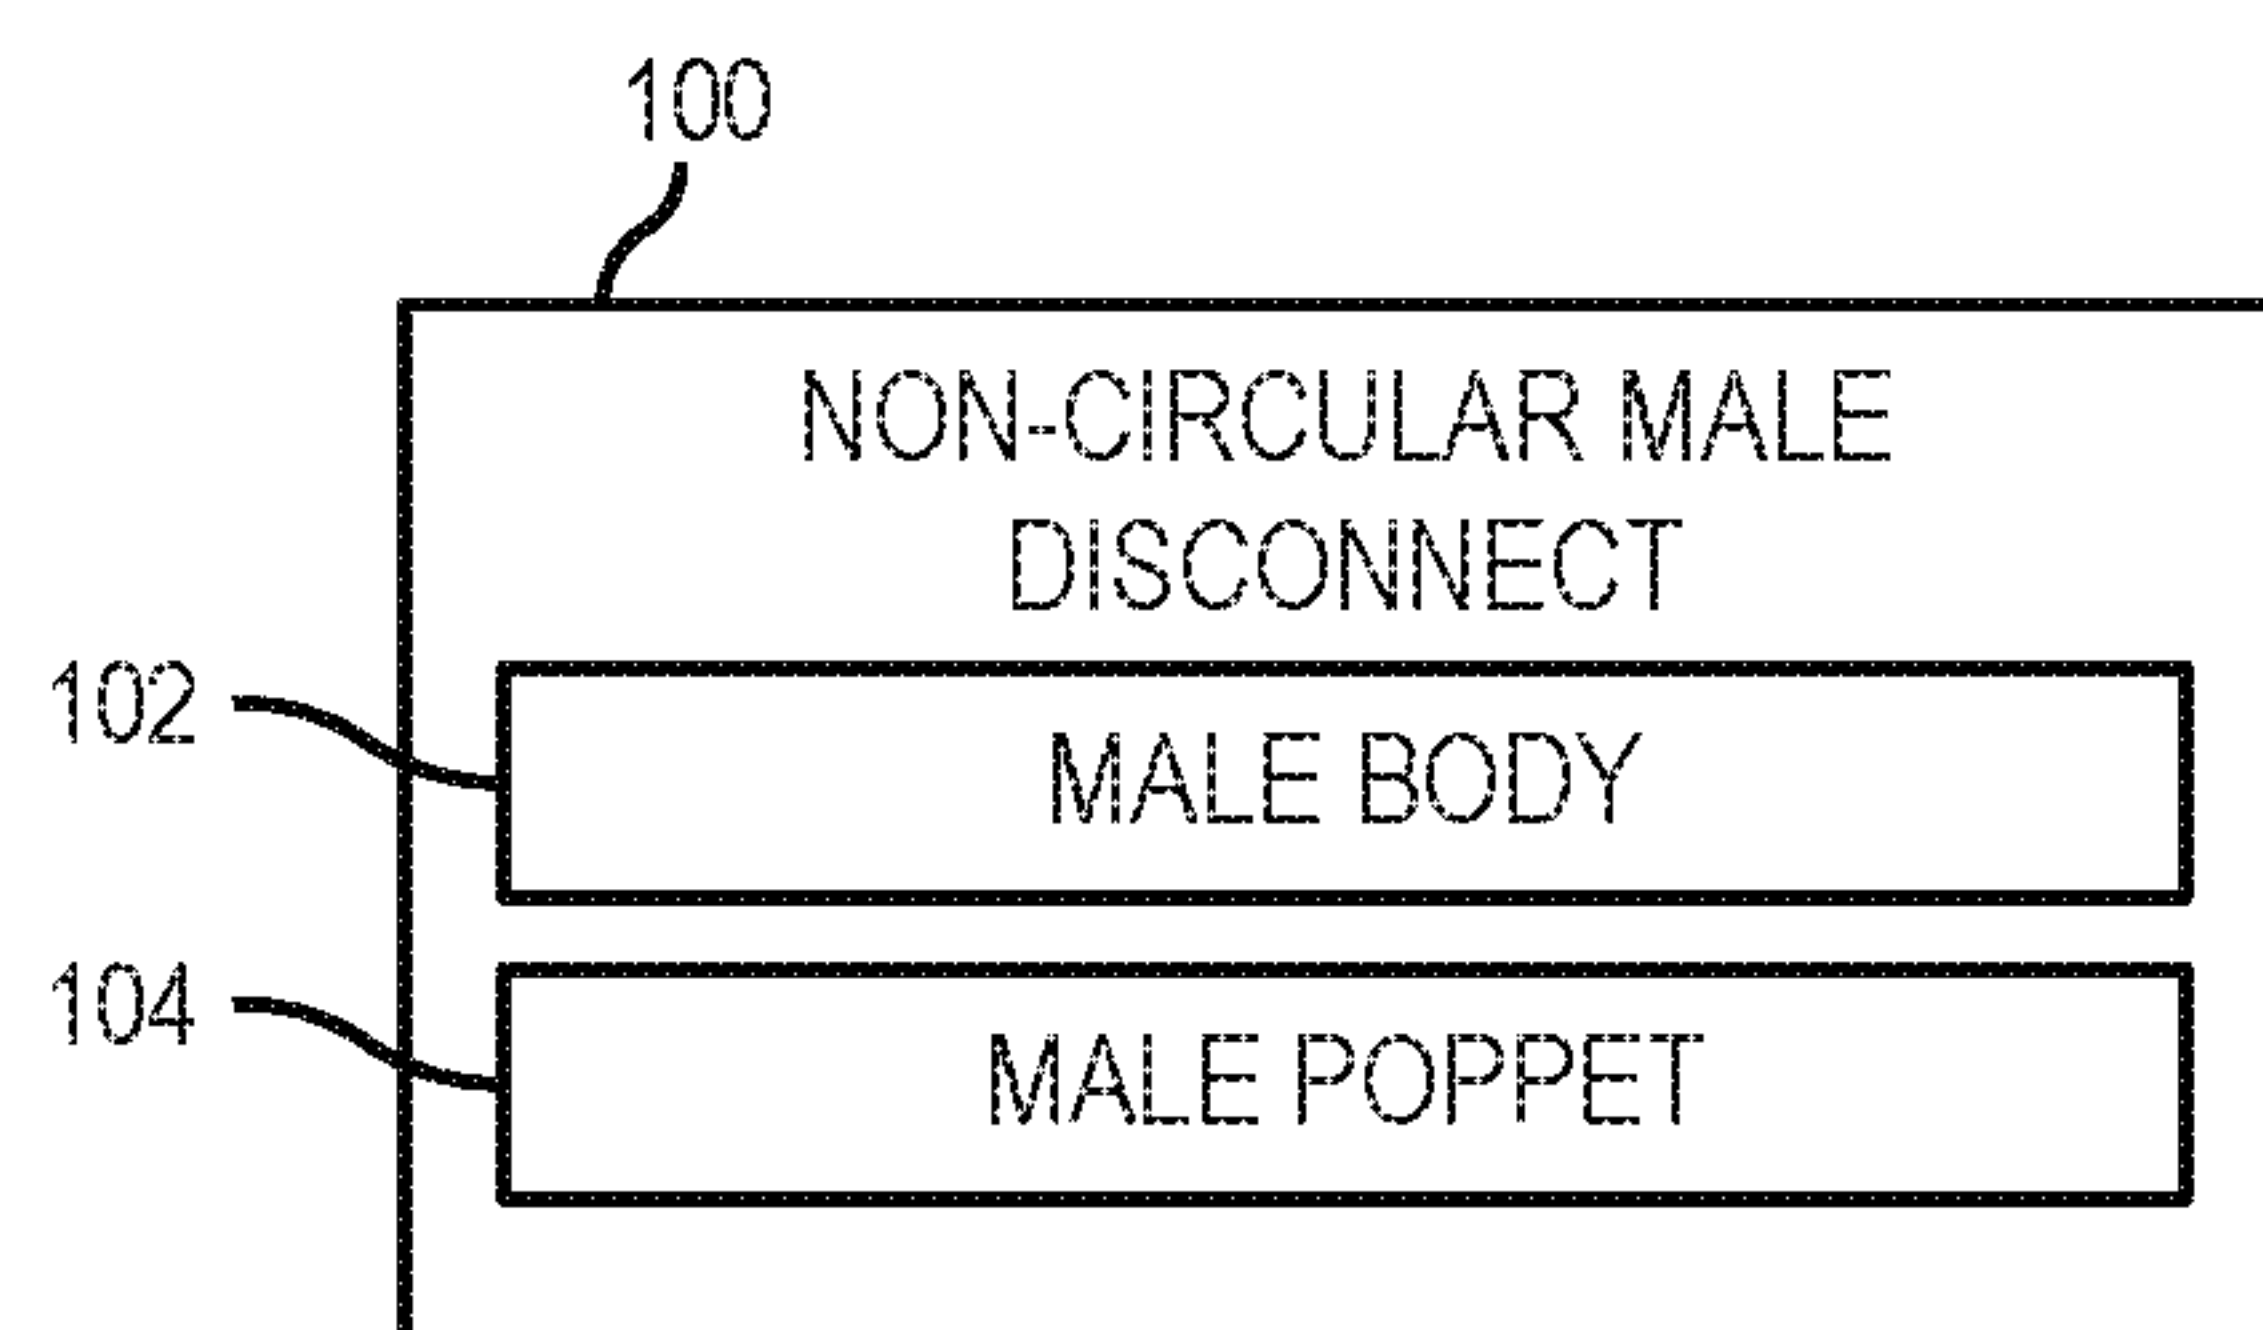 100
NON-CIRCULAR MALE
DISCONNECT
102
MALE BODY
104
MALE POPPET